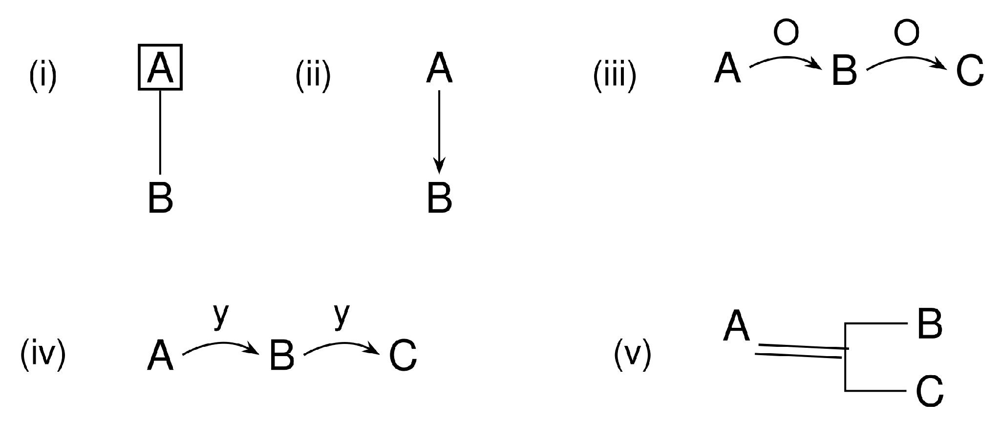 (i) A (ii) A (iii) A O B O C
B B
(iv) A y B y C (v) A B
C